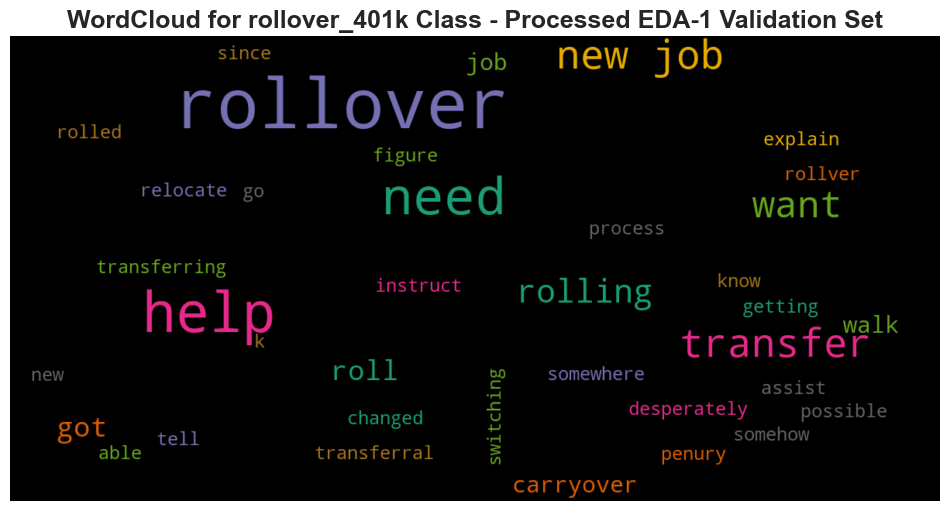 WordCloud for rollover_401k Class - Processed EDA-1 Validation Set
since
job
new job
rollover
rolled
explain
figure
rollver
relocate
go
need
want
process
transferring
instruct
rolling
know
getting
help
k
walk
transfer
roll
new
somewhere
switching
assist
desperately
possible
changed
got
tell
somehow
able
transferral
penury
carryover